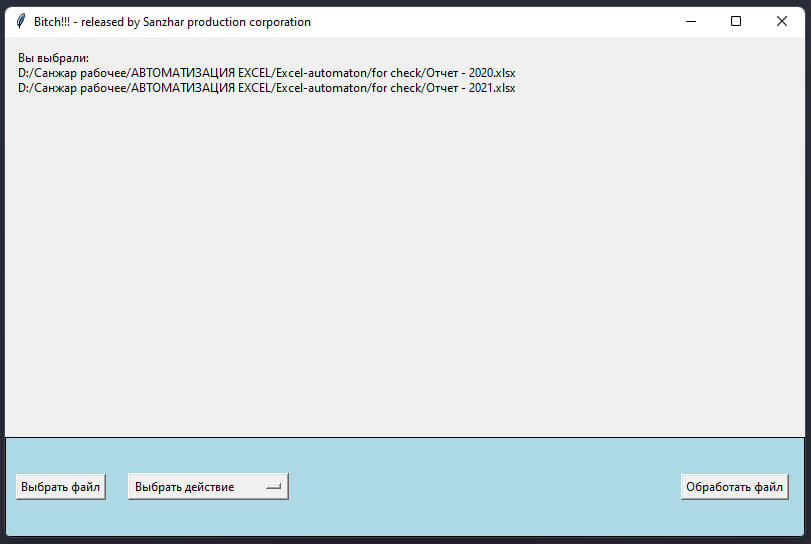 Bitch!!! - released by Sanzhar production corporation
Вы выбрали:
D:/Санжар рабочее/АВТОМАТИЗАЦИЯ EXCEL/Excel-automaton/for check/Отчет - 2020.xlsx
D:/Санжар рабочее/АВТОМАТИЗАЦИЯ EXCEL/Excel-automaton/for check/Отчет - 2021.xlsx
Выбрать файл
Выбрать действие
Обработать файл